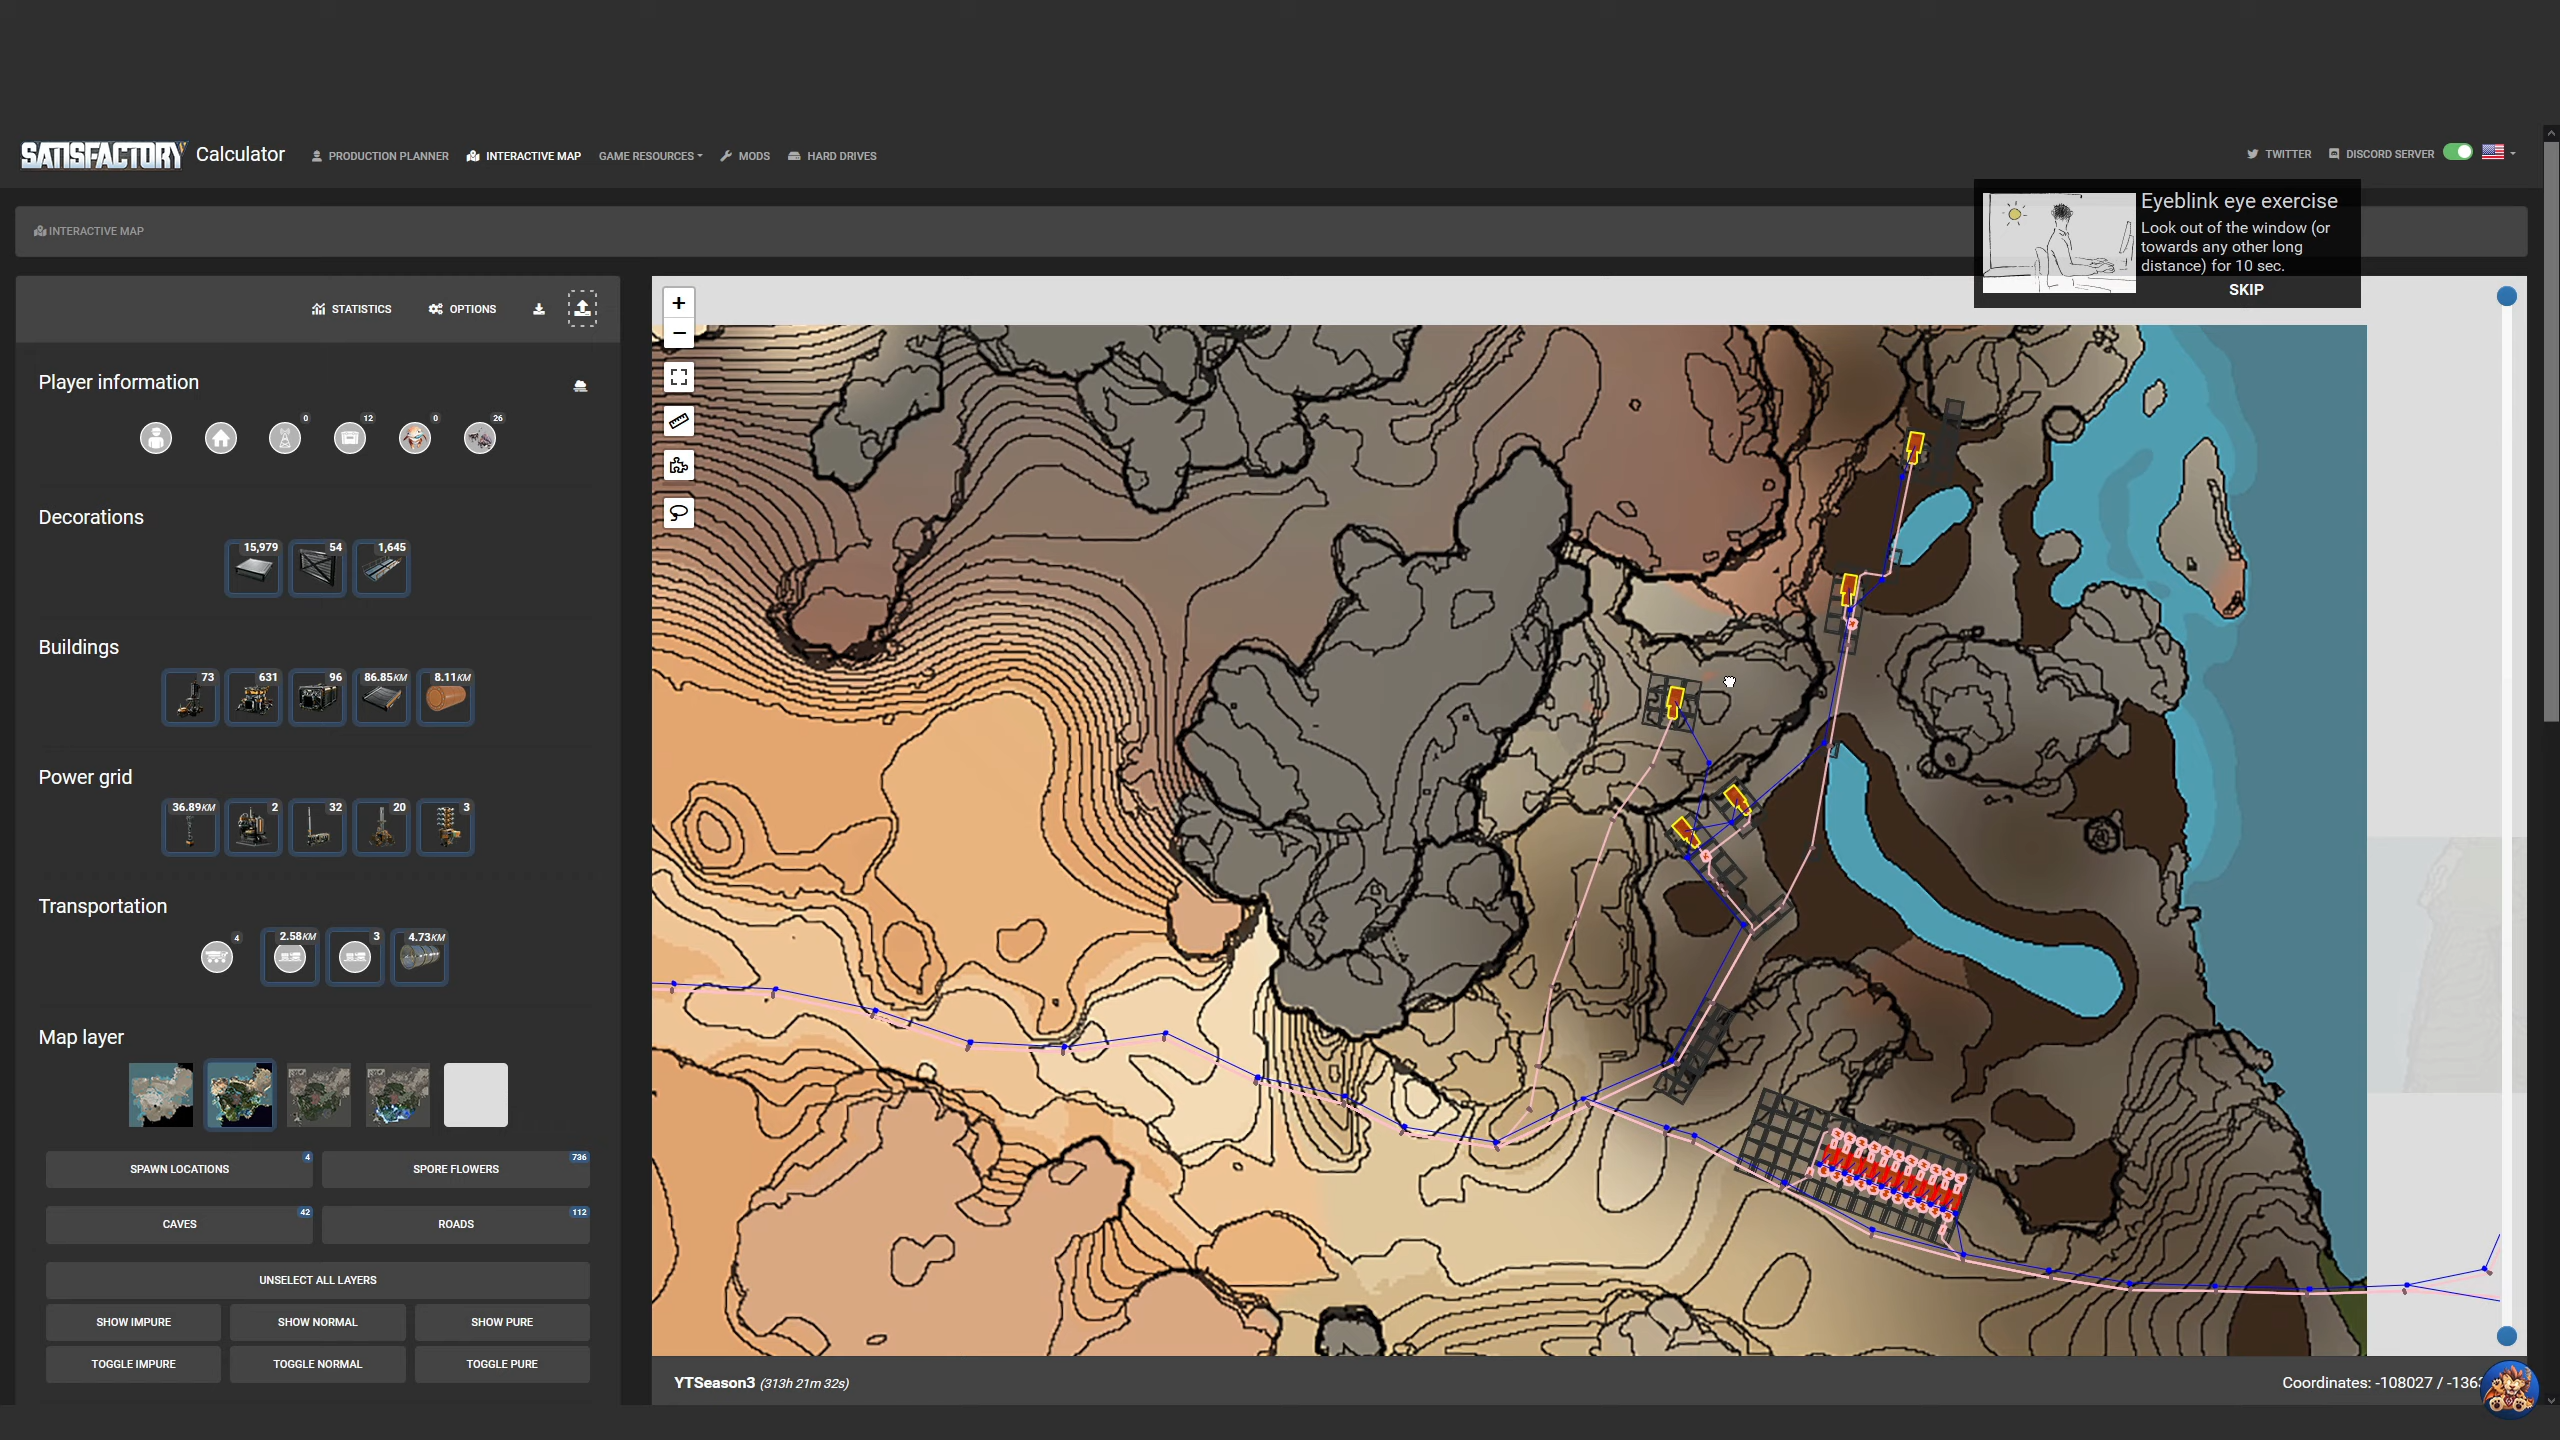 SATISFACTORY Calculator
PRODUCTION PLANNER
INTERACTIVE MAP
GAME RESOURCES
MODS
HARD DRIVES
TWITTER
DISCORD SERVER
INTERACTIVE MAP
Eyeblink eye exercise
Look out of the window (or
towards any other long
distance) for 10 sec.
SKIP
STATISTICS
OPTIONS
+
−
Player information
0
12
0
26
Decorations
15,979
54
1,645
Buildings
73
631
96
86.85KM
8.11KM
Power grid
36.89KM
2
32
20
3
Transportation
4
2.58KM
3
4.73KM
Map layer
SPAWN LOCATIONS 4
SPORE FLOWERS 736
CAVES 42
ROADS 112
UNSELECT ALL LAYERS
SHOW IMPURE
SHOW NORMAL
SHOW PURE
TOGGLE IMPURE
TOGGLE NORMAL
TOGGLE PURE
YTSeason3 (313h 21m 32s)
Coordinates: -108027 / -136